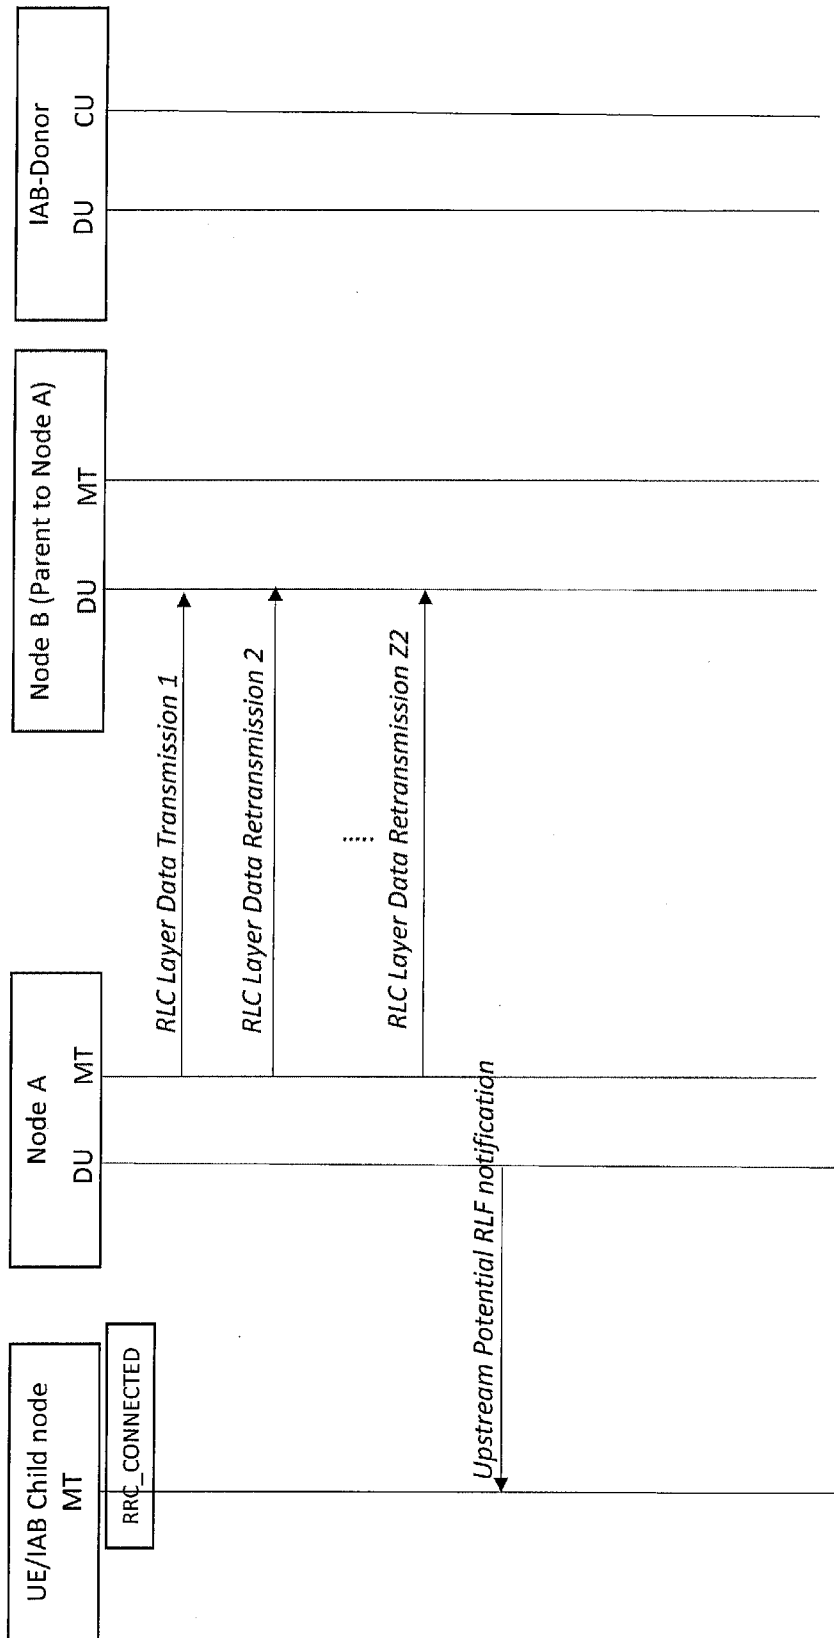 UE/IAB Child node
MT
RRC_CONNECTED
Node A
DU MT
Node B (Parent to Node A)
DU MT
IAB-Donor
DU CU
RLC Layer Data Transmission 1
RLC Layer Data Retransmission 2
.....
RLC Layer Data Retransmission Z2
Upstream Potential RLF notification